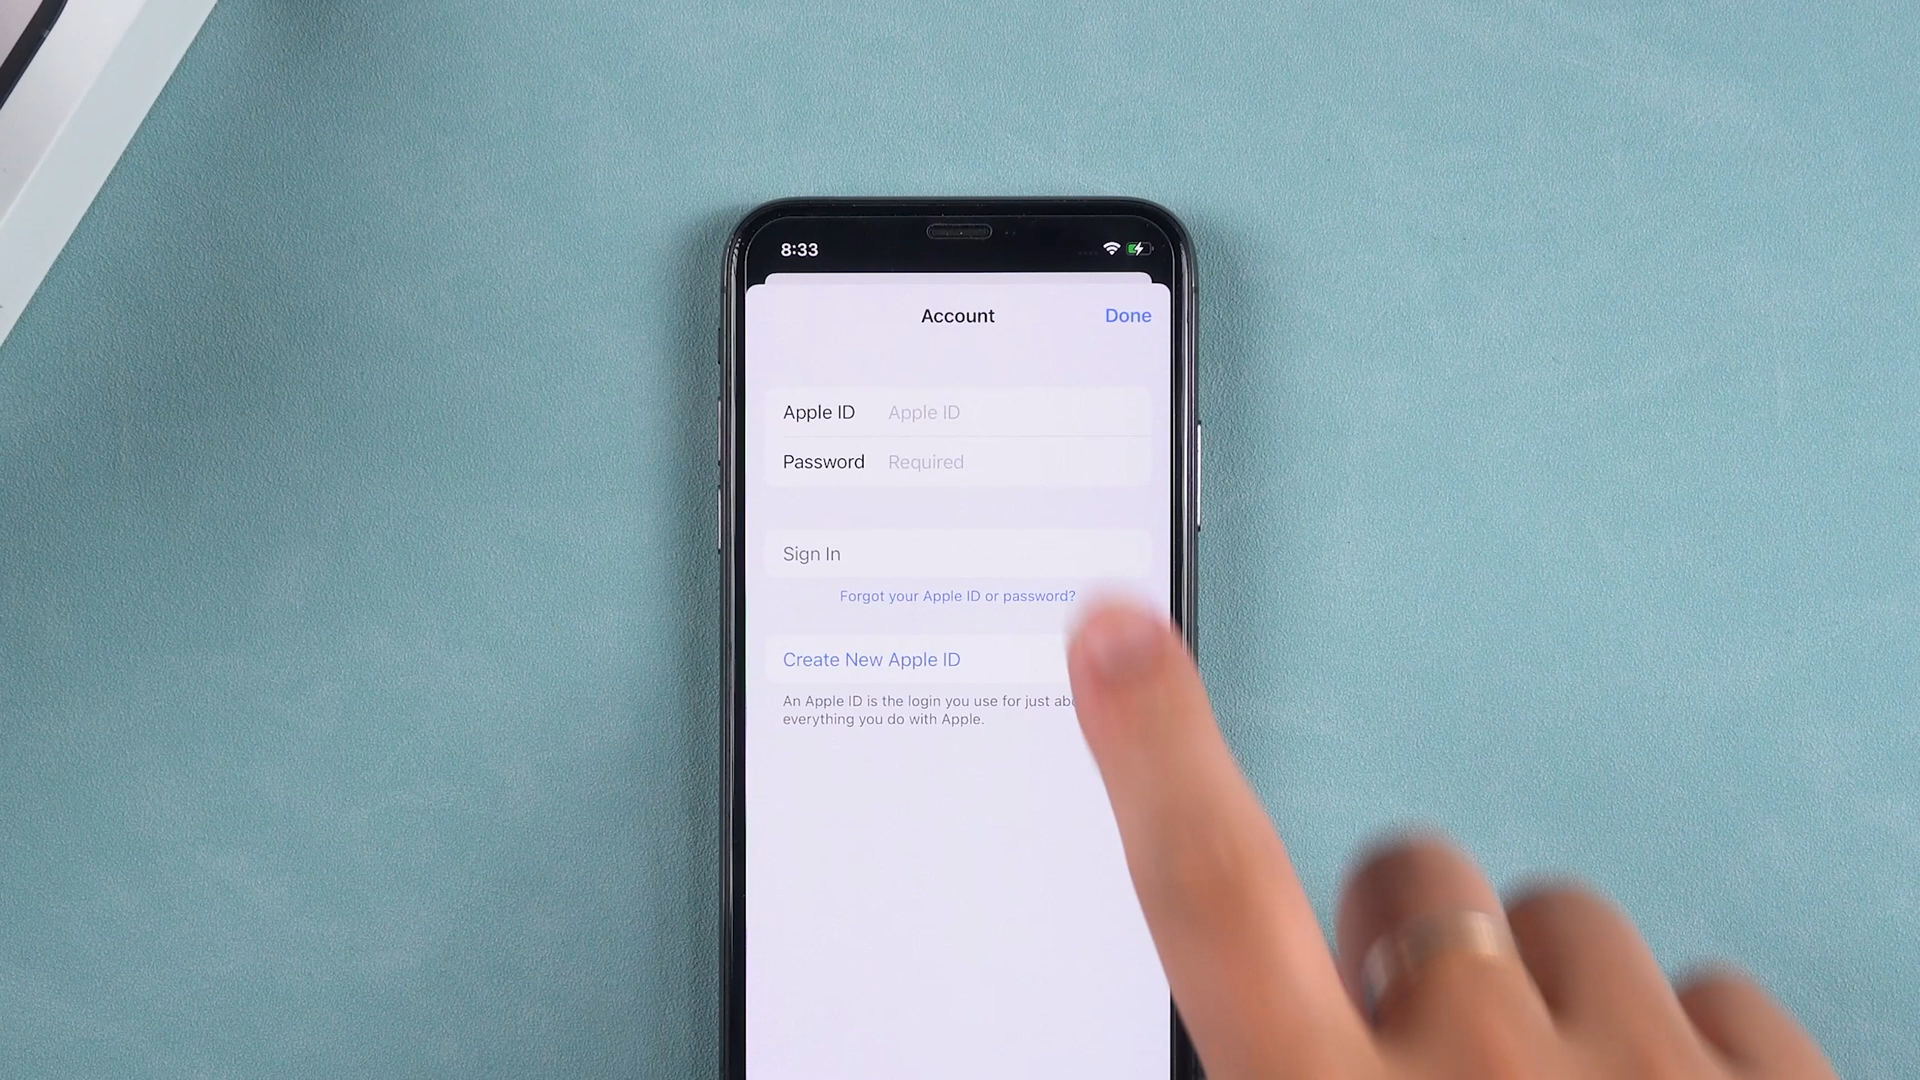 8:33
Account
Done
Apple ID Apple ID
Password Required
Sign In
Forgot your Apple ID or password?
Create New Apple ID
An Apple ID is the login you use for just
everything you do with Apple.